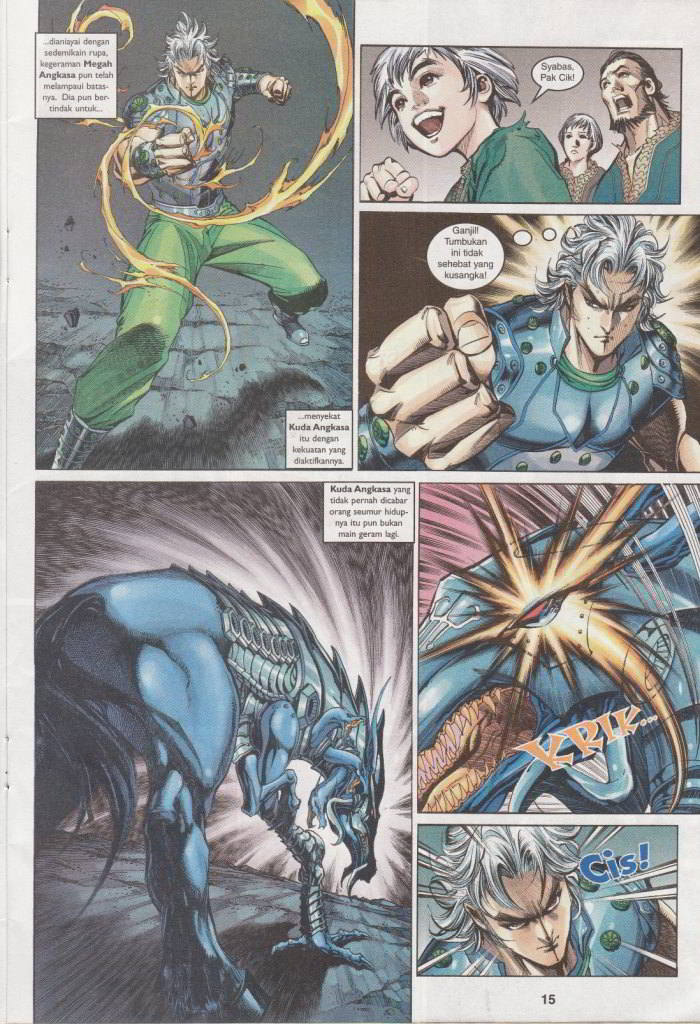 ...dianiayai dengan
sedemikain rupa,
kegeraman Megah
Angkasa pun telah
melampaui batas-
nya. Dia pun ber-
tindak untuk...
...menyekat
Kuda Angkasa
itu dengan
kekuatan yang
diaktifkannya.
Syabas,
Pak Cik!
Ganjil!
Tumbukan
ini tidak
sehebat yang
kusangka!
Kuda Angkasa yang
tidak pernah dicabar
orang seumur hidup-
nya itu pun bukan
main geram lagi.
KRIK...
Cis!
15